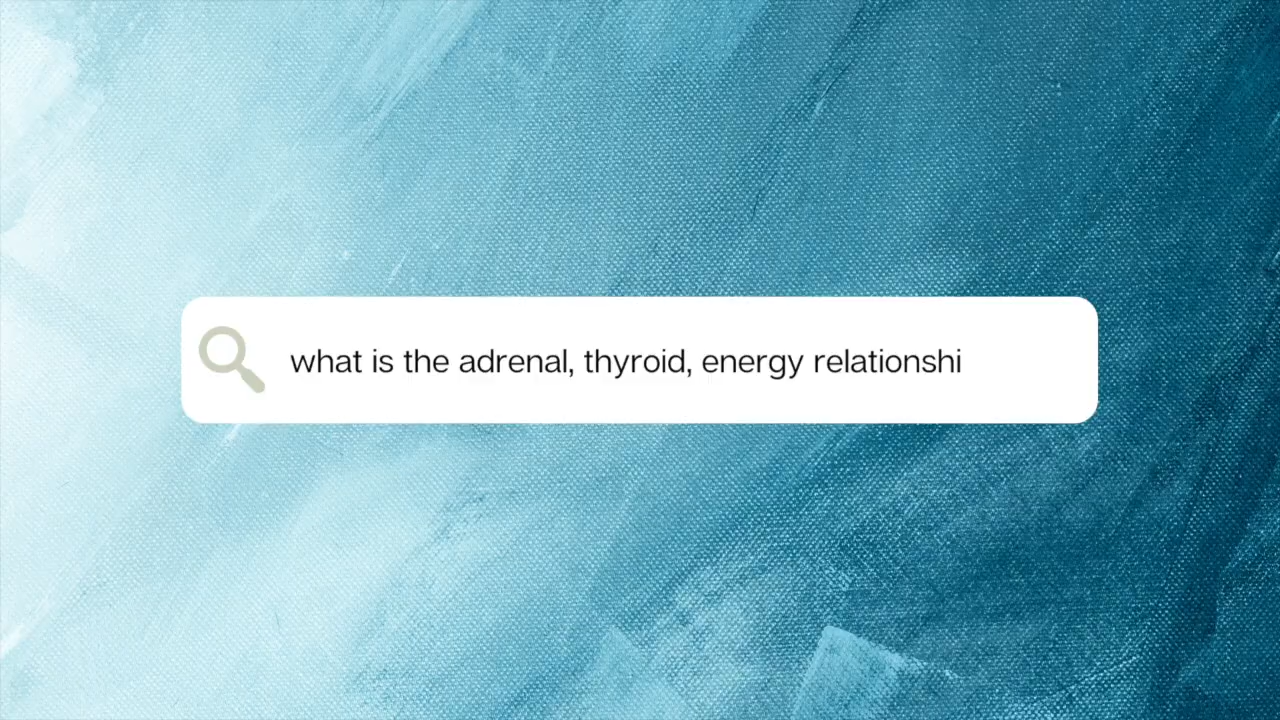 what is the adrenal, thyroid, energy relationshi